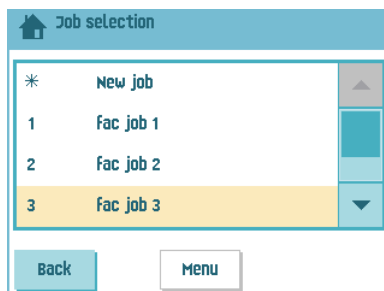 Job selection
* New job
1 fac job 1
2 fac job 2
3 fac job 3
Back Menu